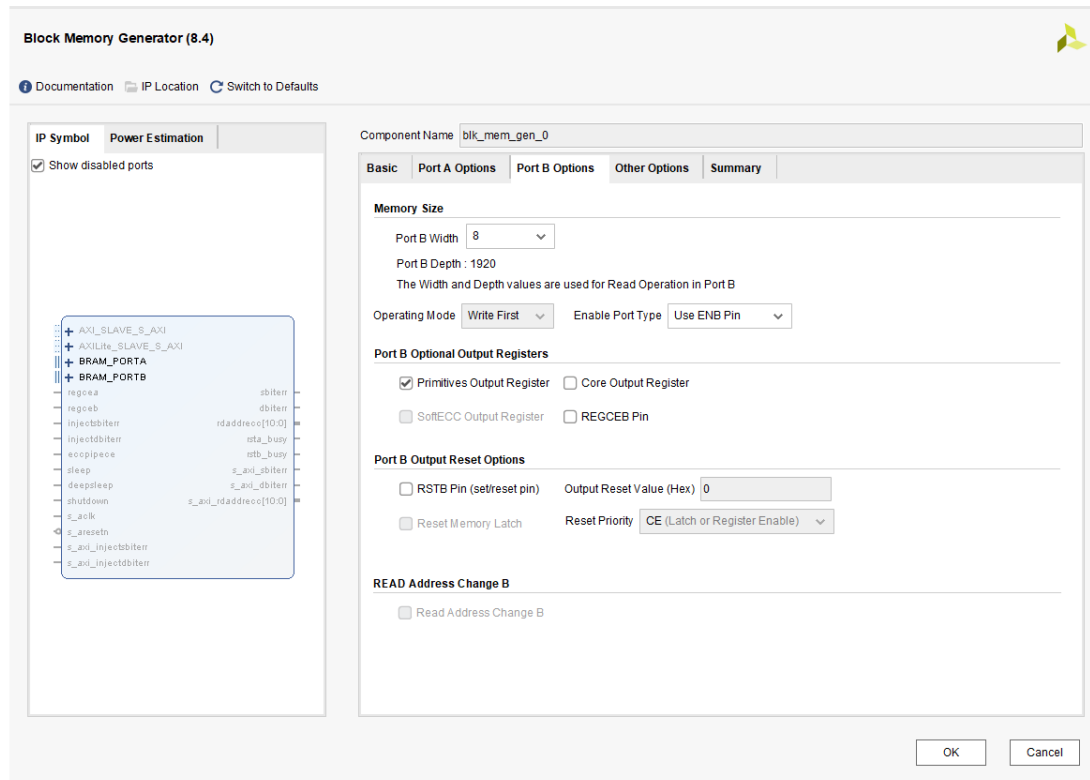 Block Memory Generator (8.4)
Documentation IP Location Switch to Defaults
IP Symbol Power Estimation
Show disabled ports
AXI_SLAVE_S_AXI
AXILite_SLAVE_S_AXI
BRAM_PORTA
BRAM_PORTB
regcea sbiterr
regceb dbiterr
injectsbiterr rdaddrecc[10:0]
injectdbiterr rsta_busy
eccpipece rstb_busy
sleep s_axi_sbiterr
deepsleep s_axi_dbiterr
shutdown s_axi_rdaddrecc[10:0]
s_aclk
s_aresetn
s_axi_injectsbiterr
s_axi_injectdbiterr
Component Name blk_mem_gen_0
Basic Port A Options Port B Options Other Options Summary
Memory Size
Port B Width 8
Port B Depth : 1920
The Width and Depth values are used for Read Operation in Port B
Operating Mode Write First Enable Port Type Use ENB Pin
Port B Optional Output Registers
Primitives Output Register Core Output Register
SoftECC Output Register REGCEB Pin
Port B Output Reset Options
RSTB Pin (set/reset pin) Output Reset Value (Hex) 0
Reset Memory Latch Reset Priority CE (Latch or Register Enable)
READ Address Change B
Read Address Change B
OK Cancel